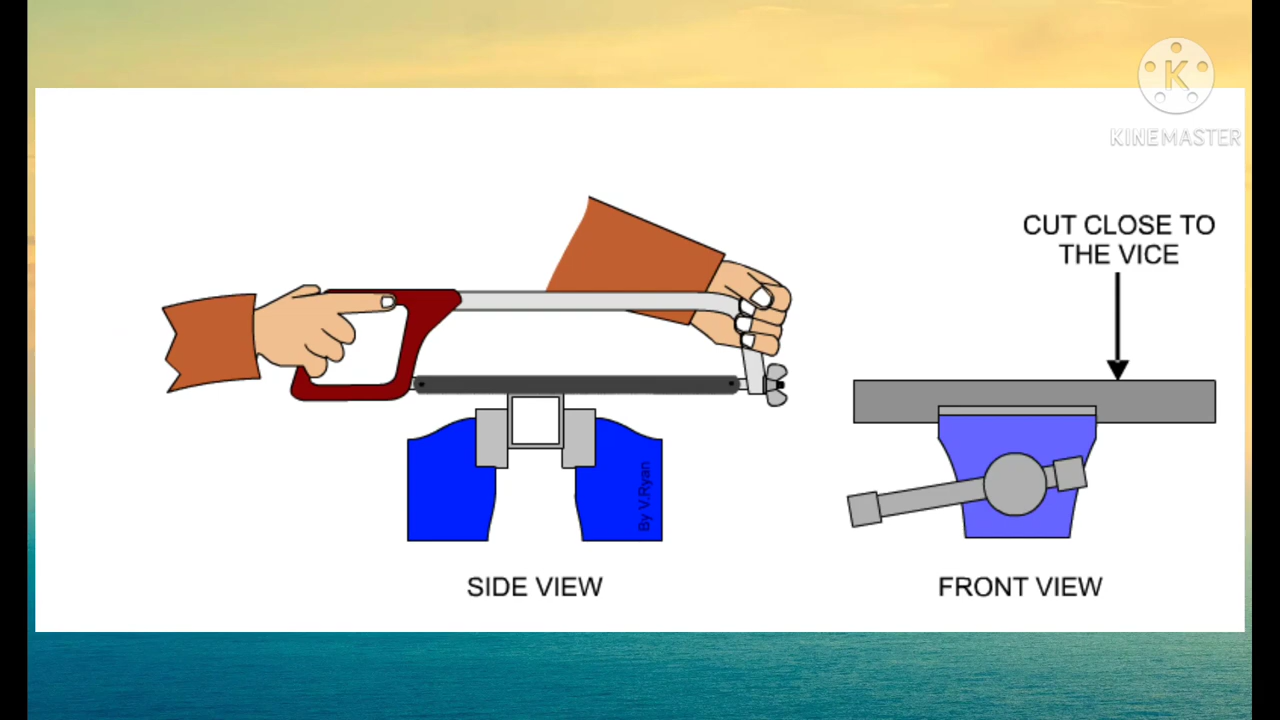 K
KINEMASTER
CUT CLOSE TO
THE VICE
By V.Ryan
SIDE VIEW
FRONT VIEW